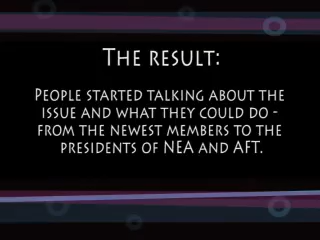 The result:
People started talking about the
issue and what they could do -
from the newest members to the
presidents of NEA and AFT.